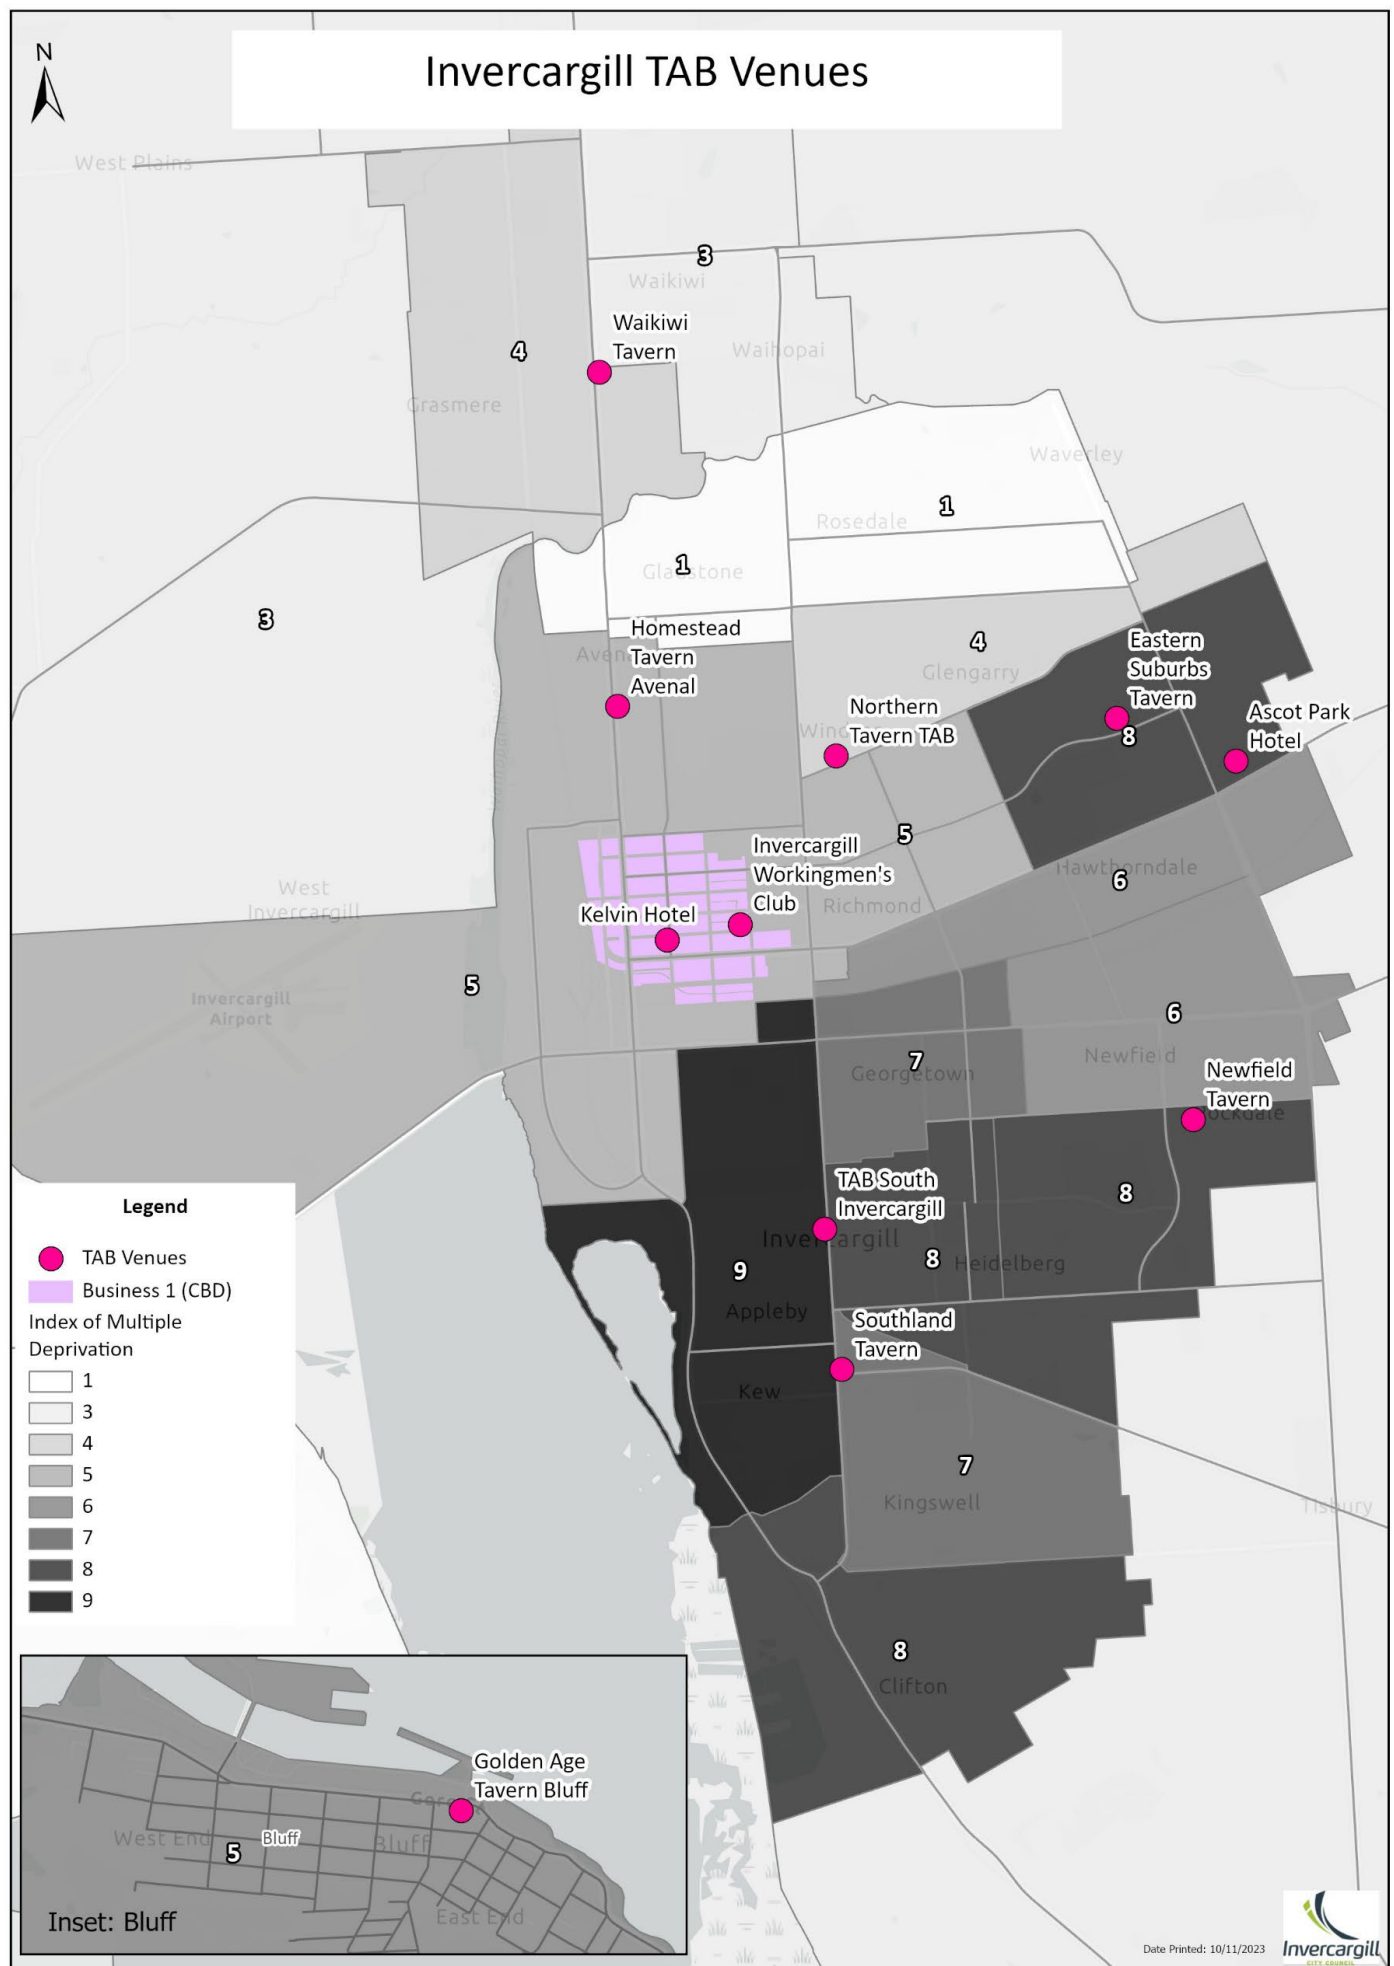 Invercargill TAB Venues
N
West Plains
3
Waikiwi
Waikiwi
Tavern
Waihopai
4
Grasmere
Waverley
1
Rosedale
1
Gladstone
3
Homestead
Tavern
Avenal
4
Glengarry
Eastern
Suburbs
Tavern
8
Northern
Tavern TAB
Ascot Park
Hotel
5
Invercargill
Workingmen's
Club
Hawthorndale
6
Richmond
West
Invercargill
Kelvin Hotel
5
Invercargill
Airport
6
7
Georgetown
Newfield
Newfield
Tavern
8
TAB South
Invercargill
Invercargill
8
Heidelberg
9
Appleby
Southland
Tavern
Kew
7
Kingswell
Tisbury
8
Clifton
Legend
TAB Venues
Business 1 (CBD)
Index of Multiple
Deprivation
1
3
4
5
6
7
8
9
Golden Age
Tavern Bluff
West End
5
Bluff
Bluff
East End
Inset: Bluff
Date Printed: 10/11/2023
Invercargill
CITY COUNCIL